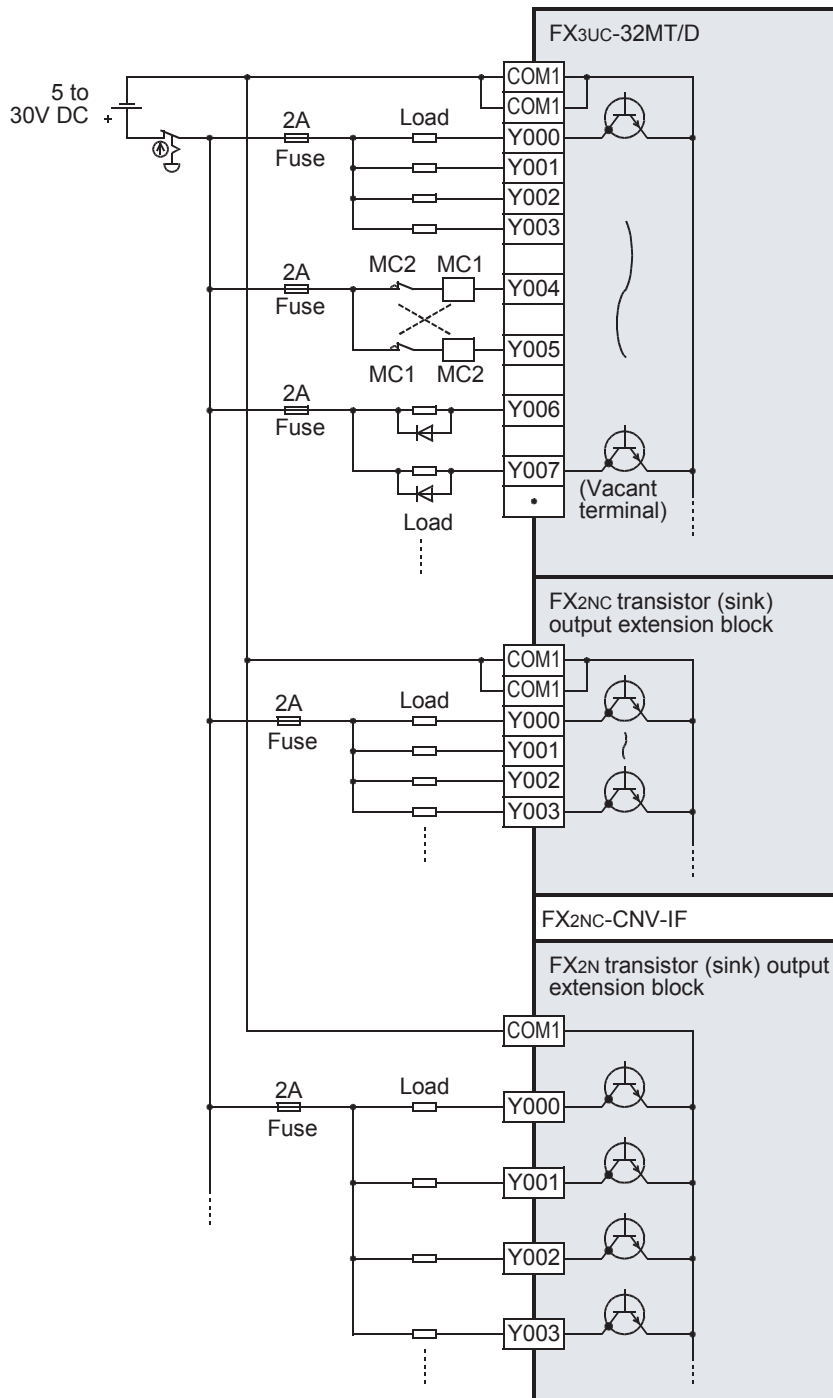 FX3UC-32MT/D
5 to
30V DC
+
COM1
COM1
2A
Fuse
Load
Y000
Y001
Y002
Y003
2A
Fuse
MC2 MC1
Y004
Y005
MC1 MC2
2A
Fuse
Y006
Y007
Load
(Vacant
terminal)
FX2NC transistor (sink)
output extension block
COM1
COM1
2A
Fuse
Load
Y000
Y001
Y002
Y003
FX2NC-CNV-IF
FX2N transistor (sink) output
extension block
COM1
2A
Fuse
Load
Y000
Y001
Y002
Y003